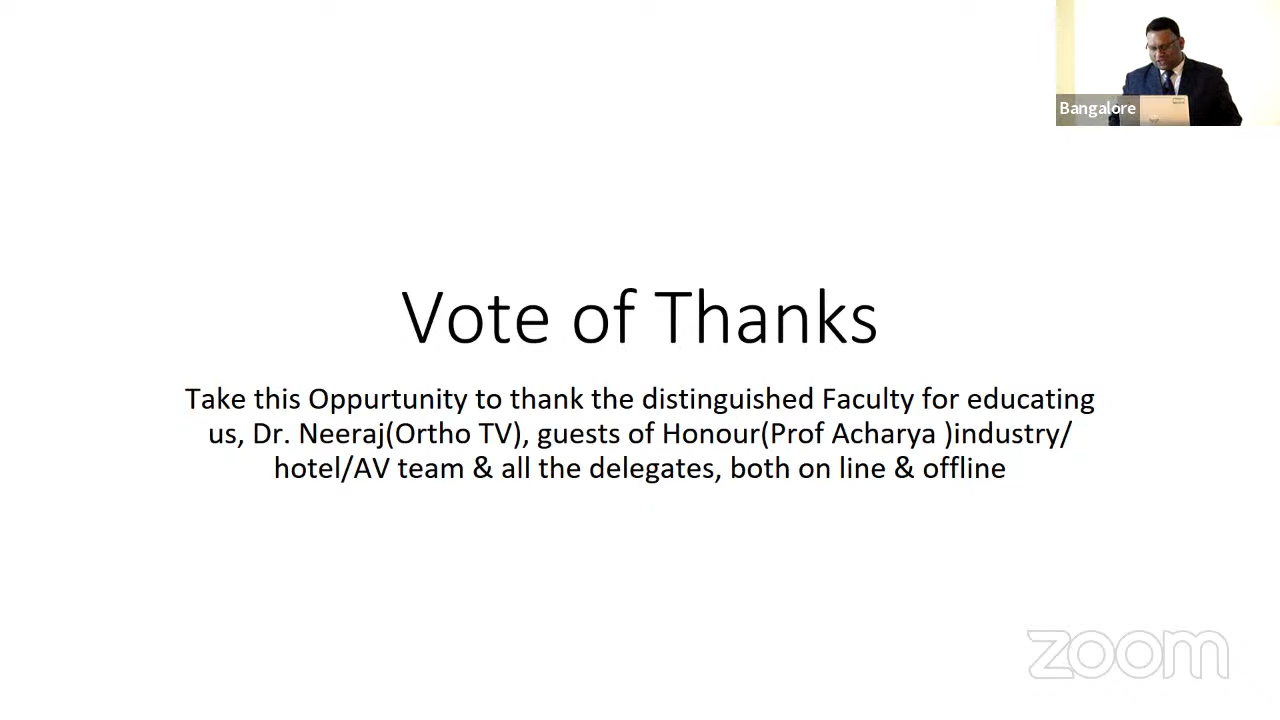 Bangalore
Vote of Thanks
Take this Oppurtunity to thank the distinguished Faculty for educating
us, Dr. Neeraj(Ortho TV), guests of Honour(Prof Acharya )industry/
hotel/AV team & all the delegates, both on line & offline
zoom